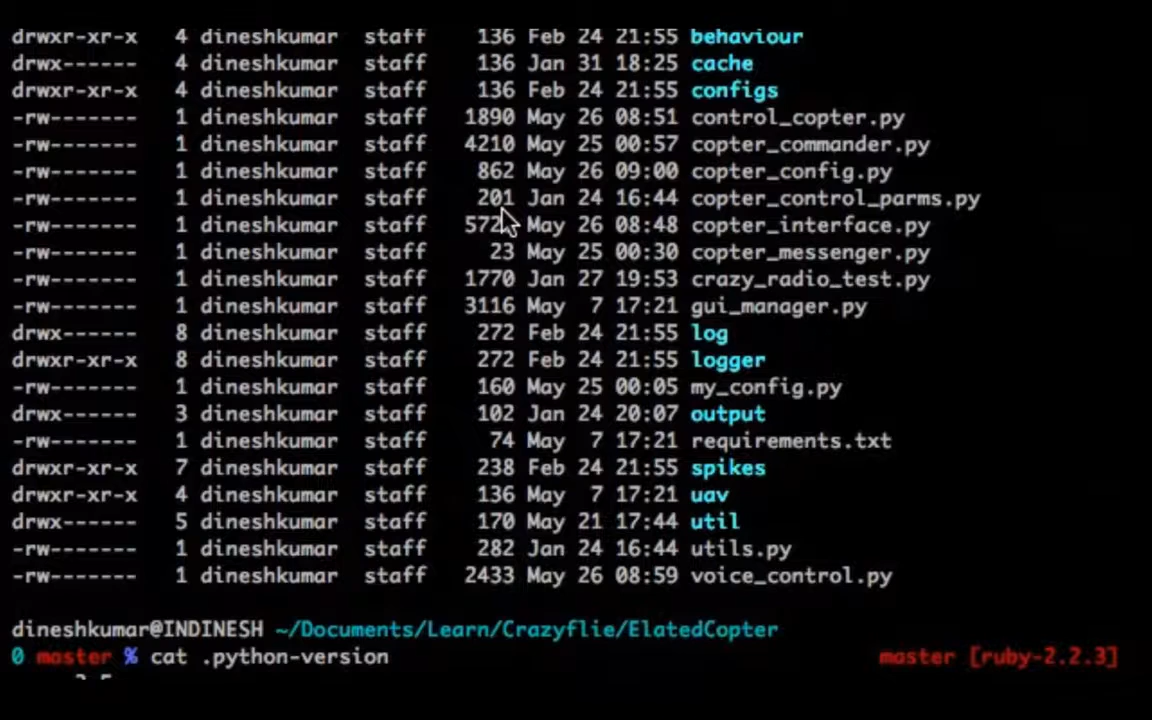 drwxr-xr-x 4 dineshkumar staff 136 Feb 24 21:55 behaviour
drwx------ 4 dineshkumar staff 136 Jan 31 18:25 cache
drwxr-xr-x 4 dineshkumar staff 136 Feb 24 21:55 configs
-rw------- 1 dineshkumar staff 1890 May 26 08:51 control_copter.py
-rw------- 1 dineshkumar staff 4210 May 25 00:57 copter_commander.py
-rw------- 1 dineshkumar staff 862 May 26 09:00 copter_config.py
-rw------- 1 dineshkumar staff 201 Jan 24 16:44 copter_control_parms.py
-rw------- 1 dineshkumar staff May 26 08:48 copter_interface.py
-rw------- 1 dineshkumar staff 23 May 25 00:30 copter_messenger.py
-rw------- 1 dineshkumar staff 1770 Jan 27 19:53 crazy_radio_test.py
-rw------- 1 dineshkumar staff 3116 May 7 17:21 gui_manager.py
drwx------ 8 dineshkumar staff 272 Feb 24 21:55 log
drwxr-xr-x 8 dineshkumar staff 272 Feb 24 21:55 logger
-rw------- 1 dineshkumar staff 160 May 25 00:05 my_config.py
drwx------ 3 dineshkumar staff 102 Jan 24 20:07 output
-rw------- 1 dineshkumar staff 74 May 7 17:21 requirements.txt
drwxr-xr-x 7 dineshkumar staff 238 Feb 24 21:55 spikes
drwxr-xr-x 4 dineshkumar staff 136 May 7 17:21 uav
drwx------ 5 dineshkumar staff 170 May 21 17:44 util
-rw------- 1 dineshkumar staff 282 Jan 24 16:44 utils.py
-rw------- 1 dineshkumar staff 2433 May 26 08:59 voice_control.py
dineshkumar@INDINESH ~/Documents/Learn/Crazyflie/ElatedCopter
0 master % cat .python-version master [ruby-2.2.3]